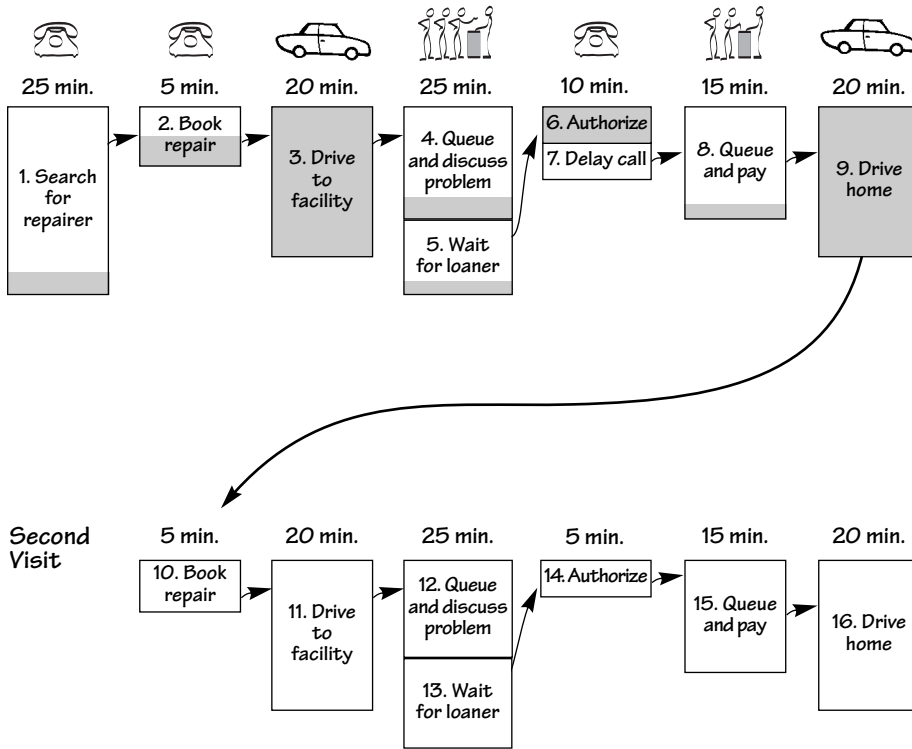 25 min.
5 min.
20 min.
25 min.
10 min.
15 min.
20 min.
1. Search
for
repairer
2. Book
repair
3. Drive
to
facility
4. Queue
and discuss
problem
5. Wait
for loaner
6. Authorize
7. Delay call
8. Queue
and pay
9. Drive
home
Second
Visit
5 min.
20 min.
25 min.
5 min.
15 min.
20 min.
10. Book
repair
11. Drive
to
facility
12. Queue
and discuss
problem
13. Wait
for loaner
14. Authorize
15. Queue
and pay
16. Drive
home